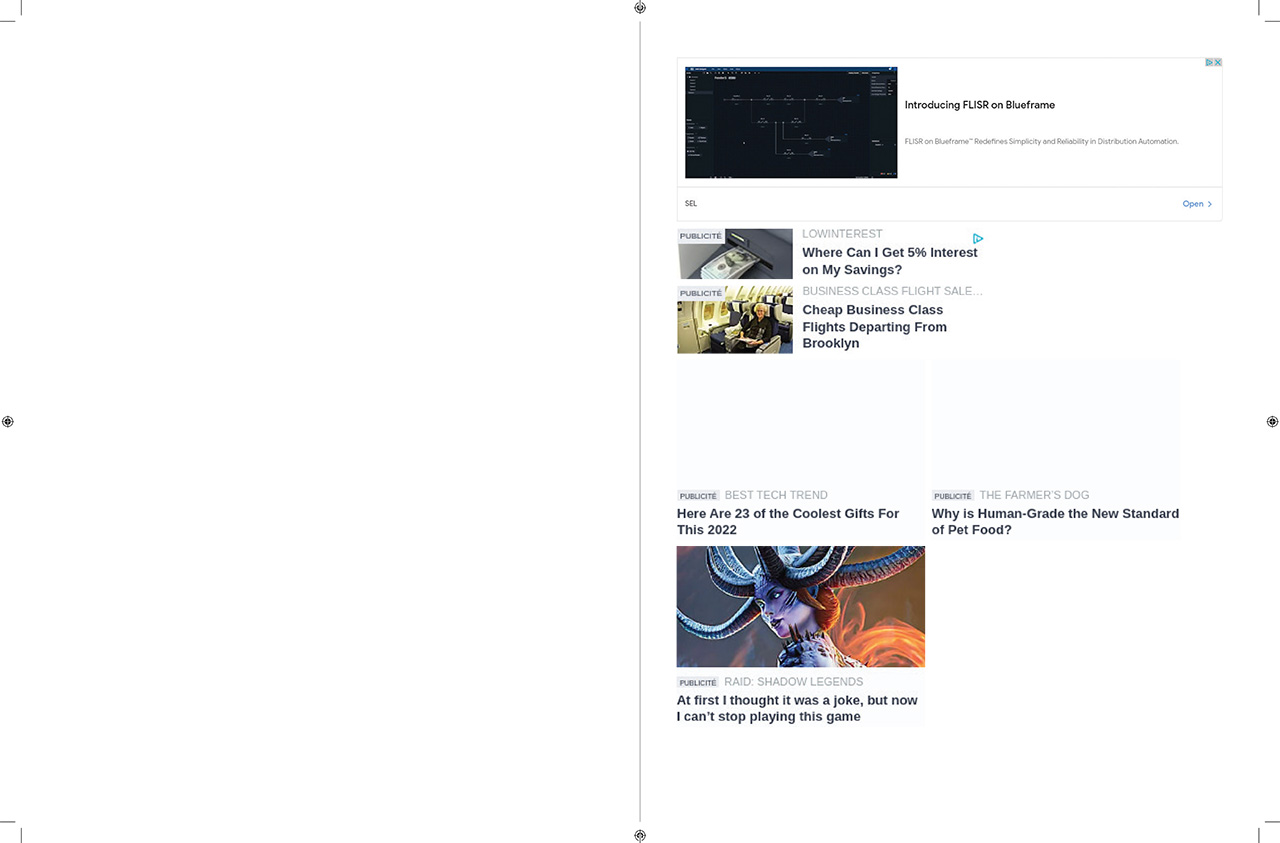 Introducing FLISR on Blueframe
FLISR on Blueframe™ Redefines Simplicity and Reliability in Distribution Automation.
SEL
Open
PUBLICITÉ
LOWINTEREST
Where Can I Get 5% Interest
on My Savings?
PUBLICITÉ
BUSINESS CLASS FLIGHT SALE…
Cheap Business Class
Flights Departing From
Brooklyn
PUBLICITÉ BEST TECH TREND
Here Are 23 of the Coolest Gifts For
This 2022
PUBLICITÉ THE FARMER'S DOG
Why is Human-Grade the New Standard
of Pet Food?
PUBLICITÉ RAID: SHADOW LEGENDS
At first I thought it was a joke, but now
I can't stop playing this game